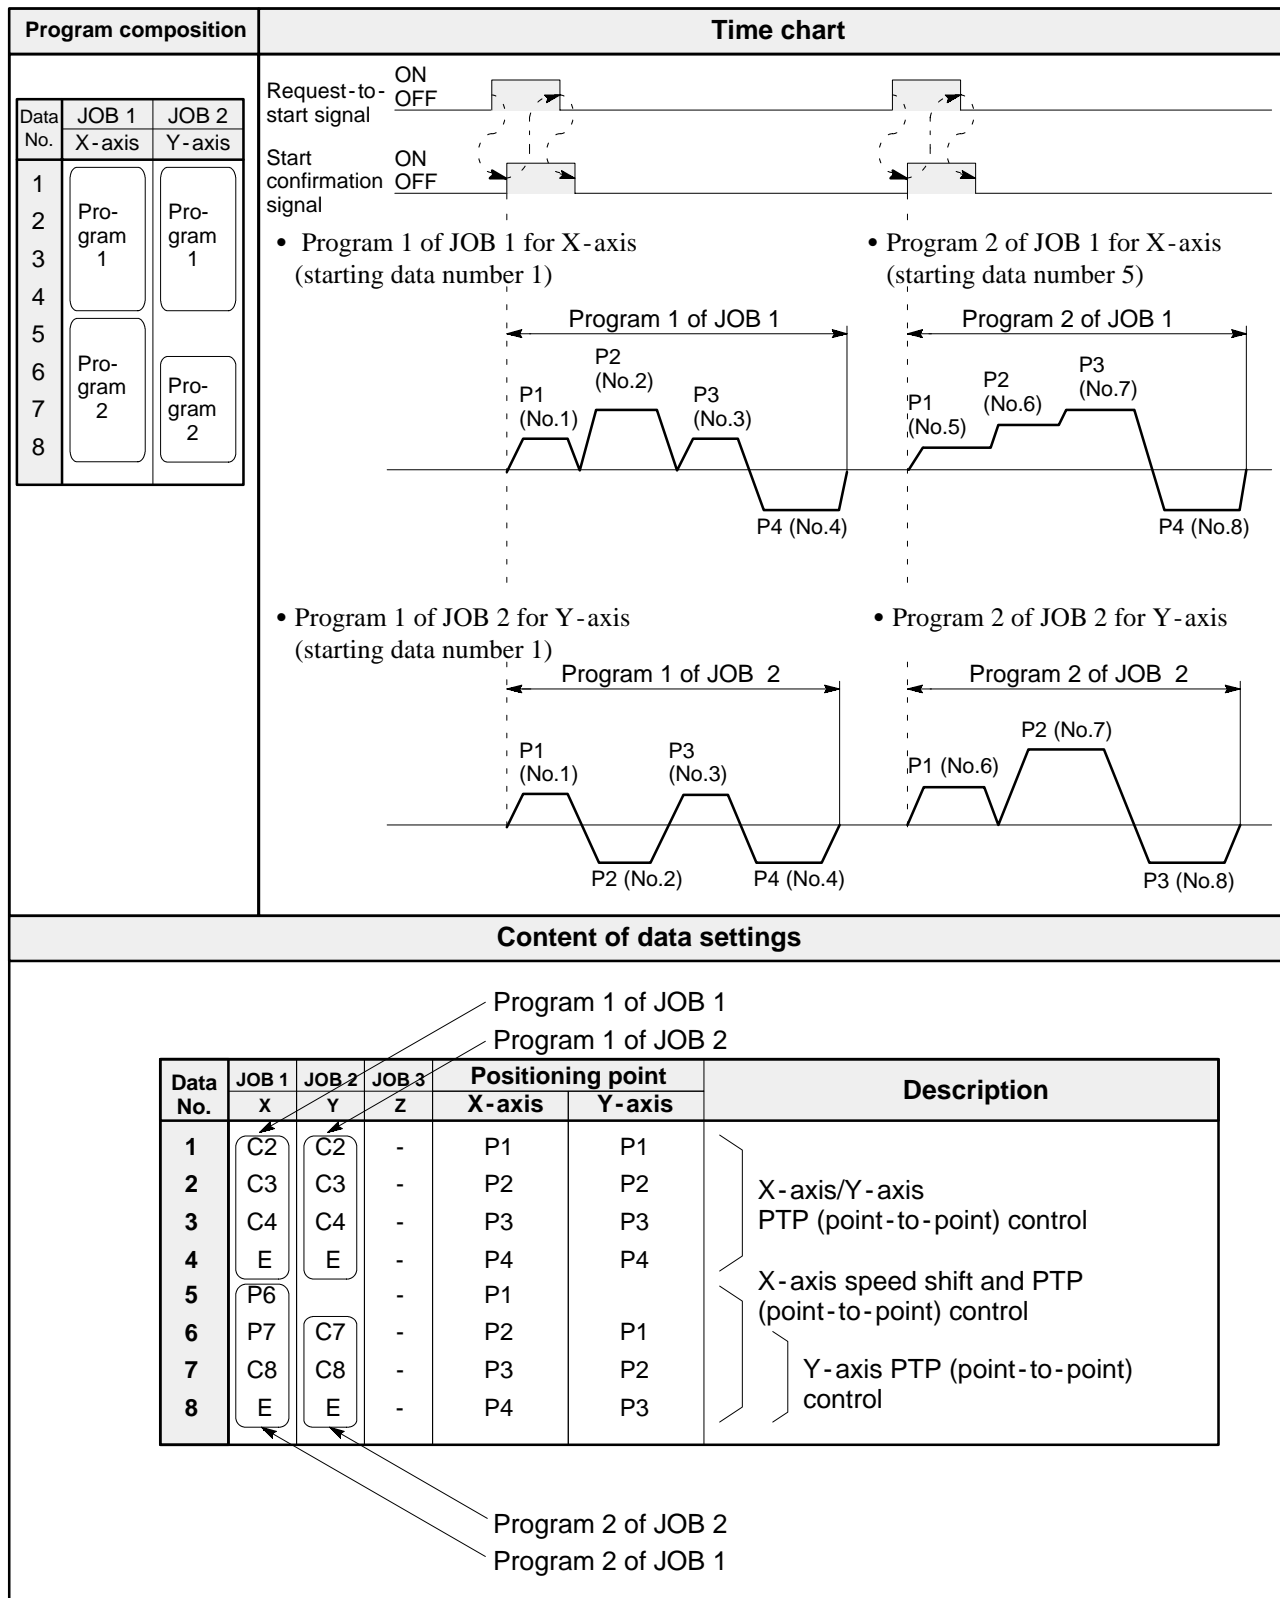 Program composition
Time chart
Data No.
JOB 1
JOB 2
X-axis
Y-axis
1
2
3
4
5
6
7
8
Pro-
gram
1
Pro-
gram
1
Pro-
gram
2
Pro-
gram
2
Request-to-
start signal
ON
OFF
Start
confirmation
signal
ON
OFF
• Program 1 of JOB 1 for X-axis
(starting data number 1)
• Program 2 of JOB 1 for X-axis
(starting data number 5)
Program 1 of JOB 1
P1
(No.1)
P2
(No.2)
P3
(No.3)
P4 (No.4)
Program 2 of JOB 1
P1
(No.5)
P2
(No.6)
P3
(No.7)
P4 (No.8)
• Program 1 of JOB 2 for Y-axis
(starting data number 1)
• Program 2 of JOB 2 for Y-axis
Program 1 of JOB 2
P1
(No.1)
P2 (No.2)
P3
(No.3)
P4 (No.4)
Program 2 of JOB 2
P1 (No.6)
P2 (No.7)
P3 (No.8)
Content of data settings
Program 1 of JOB 1
Program 1 of JOB 2
Data No. JOB 1 JOB 2 JOB 3 Positioning point Description
X Y Z X-axis Y-axis
1 C2 C2 - P1 P1
2 C3 C3 - P2 P2
3 C4 C4 - P3 P3
4 E E - P4 P4
5 P6 - P1
6 P7 C7 - P2 P1
7 C8 C8 - P3 P2
8 E E - P4 P3
X-axis/Y-axis
PTP (point-to-point) control
X-axis speed shift and PTP
(point-to-point) control
Y-axis PTP (point-to-point)
control
Program 2 of JOB 2
Program 2 of JOB 1